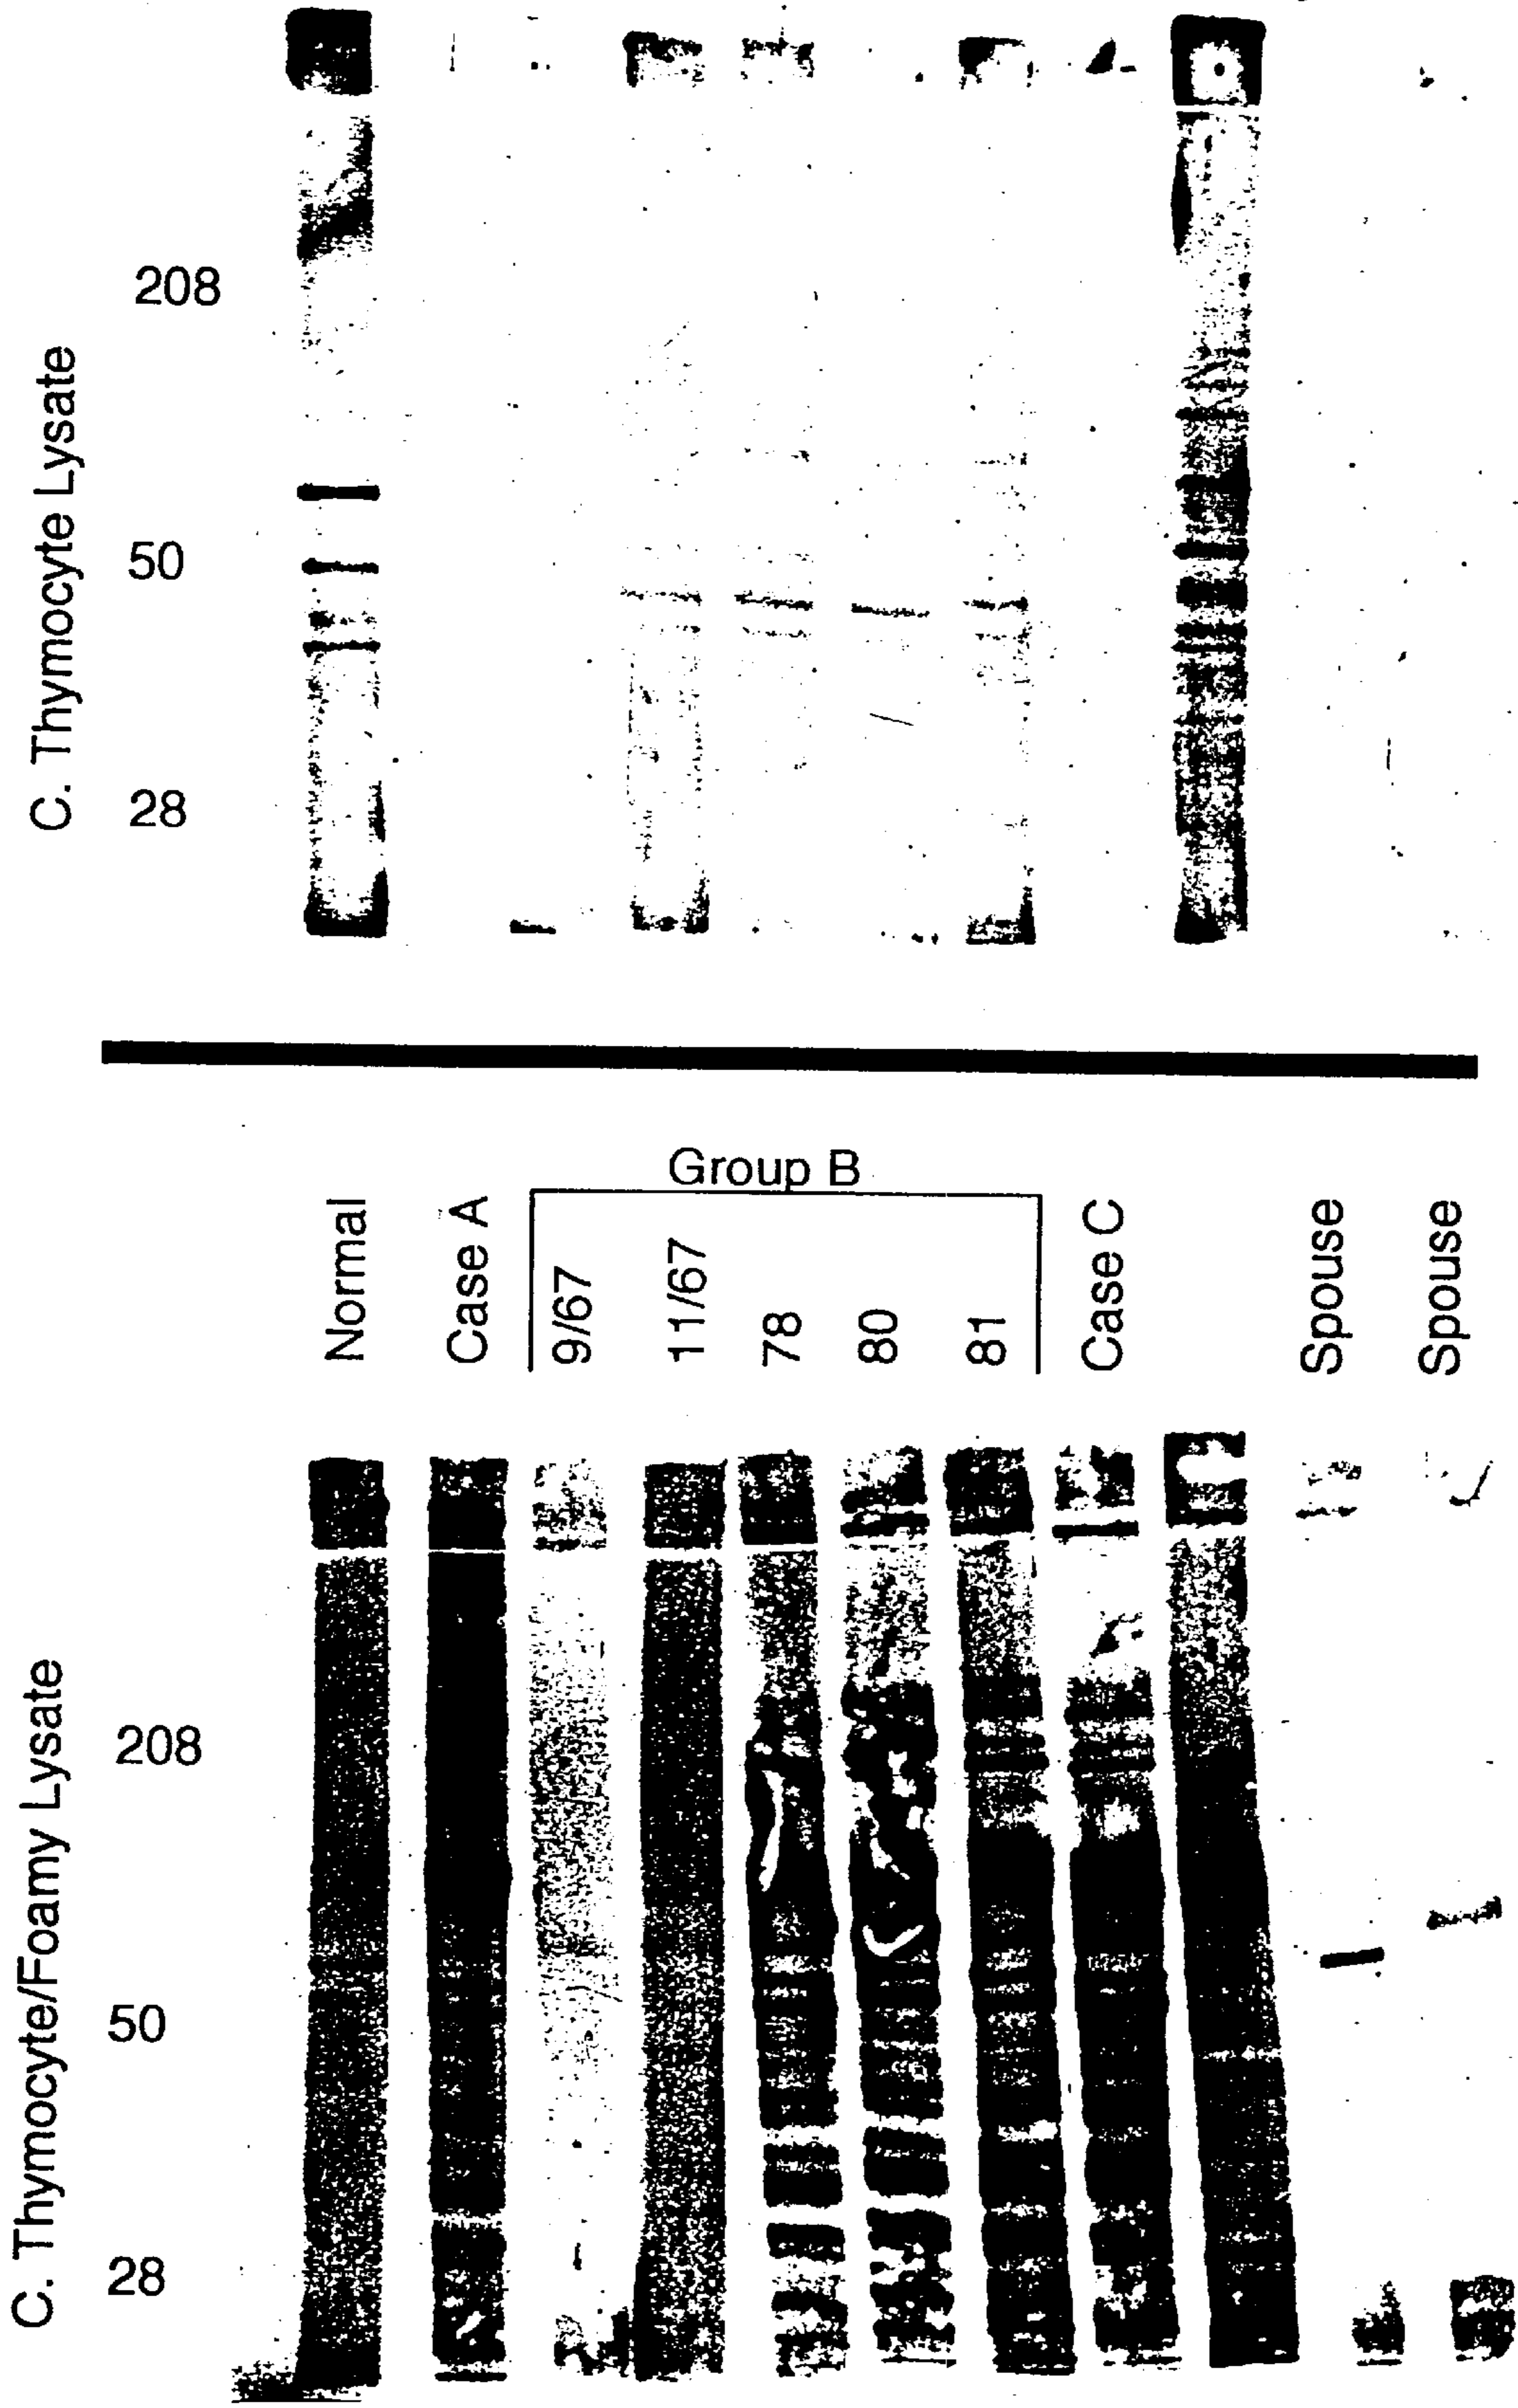 C. Thymocyte Lysate
208
50
28
Group B
Normal
Case A
9/67
11/67
78
80
81
Case C
Spouse
Spouse
C. Thymocyte/Foamy Lysate
208
50
28